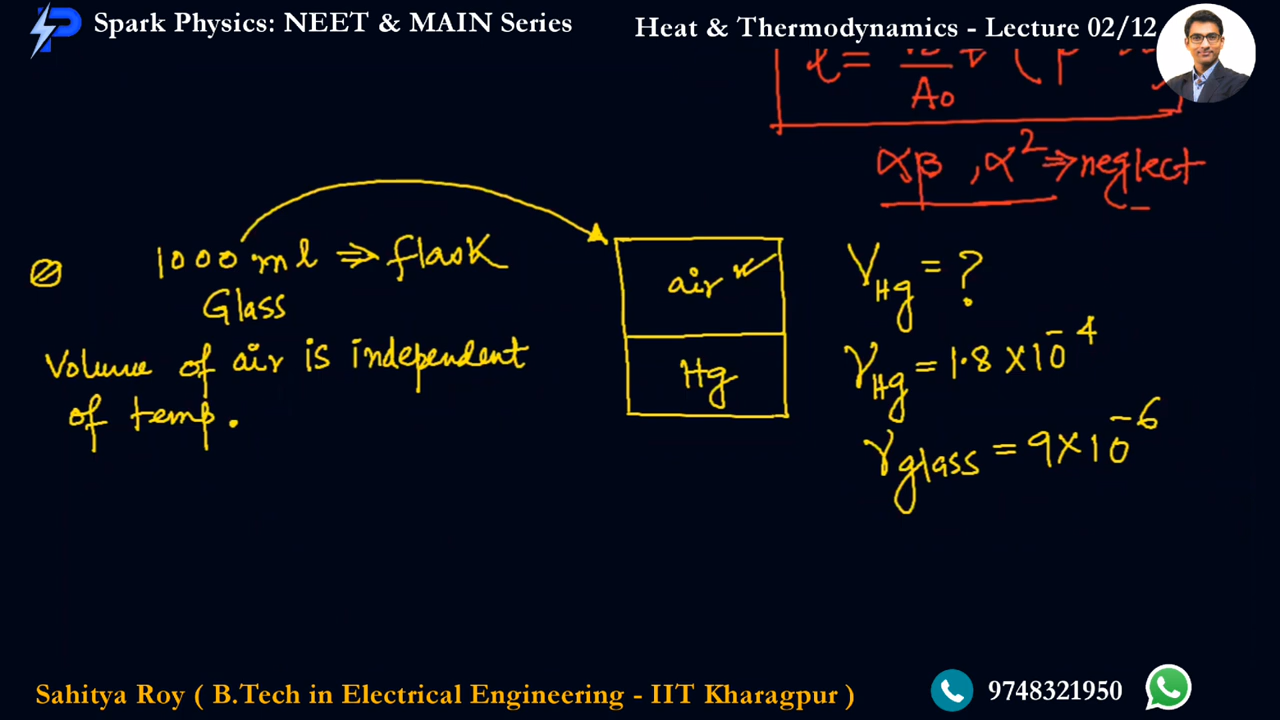 Spark Physics: NEET & MAIN Series
Heat & Thermodynamics - Lecture 02/12
A₀
αβ , α² ⇒ neglect
1000 ml ⇒ flask
Glass
Volume of air is independent
of temp.
air
Hg
V_Hg = ?
γ_Hg = 1.8 × 10⁻⁴
γ_glass = 9 × 10⁻⁶
Sahitya Roy ( B.Tech in Electrical Engineering - IIT Kharagpur )
9748321950